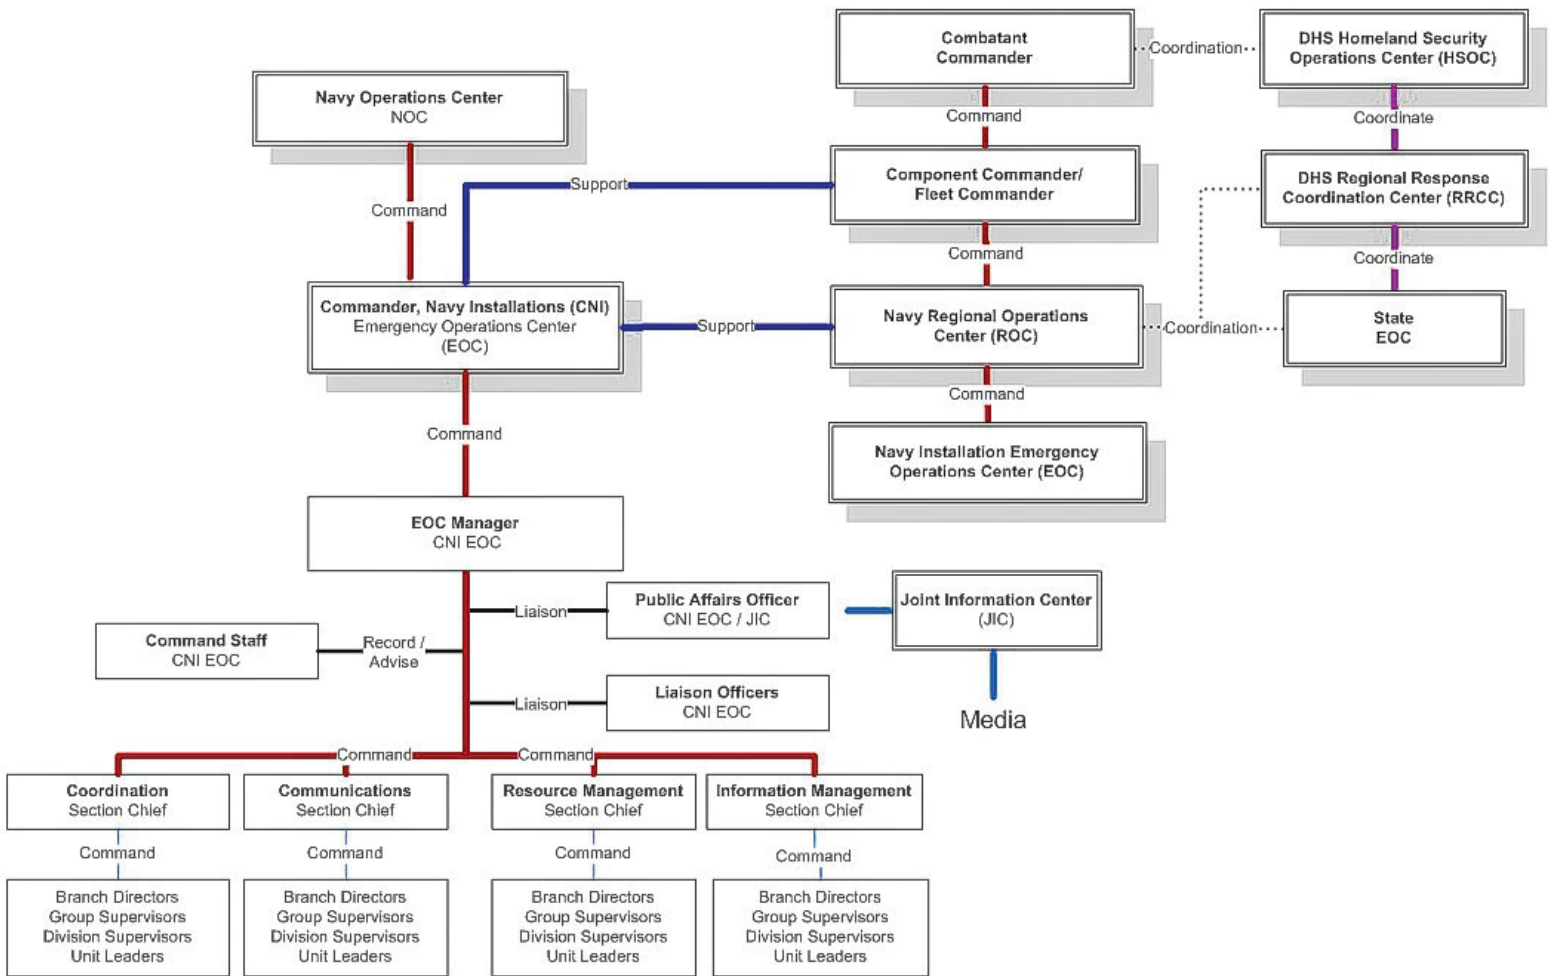 Combatant
Commander
Coordination
DHS Homeland Security
Operations Center (HSOC)
Navy Operations Center
NOC
Command
Coordinate
Support
Component Commander/
Fleet Commander
DHS Regional Response
Coordination Center (RRCC)
Command
Command
Coordinate
Commander, Navy Installations (CNI)
Emergency Operations Center
(EOC)
Support
Navy Regional Operations
Center (ROC)
Coordination
State
EOC
Command
Command
Navy Installation Emergency
Operations Center (EOC)
EOC Manager
CNI EOC
Liaison
Public Affairs Officer
CNI EOC / JIC
Joint Information Center
(JIC)
Command Staff
CNI EOC
Record /
Advise
Liaison
Liaison Officers
CNI EOC
Media
Command
Command
Coordination
Section Chief
Communications
Section Chief
Resource Management
Section Chief
Information Management
Section Chief
Command
Command
Command
Command
Branch Directors
Group Supervisors
Division Supervisors
Unit Leaders
Branch Directors
Group Supervisors
Division Supervisors
Unit Leaders
Branch Directors
Group Supervisors
Division Supervisors
Unit Leaders
Branch Directors
Group Supervisors
Division Supervisors
Unit Leaders